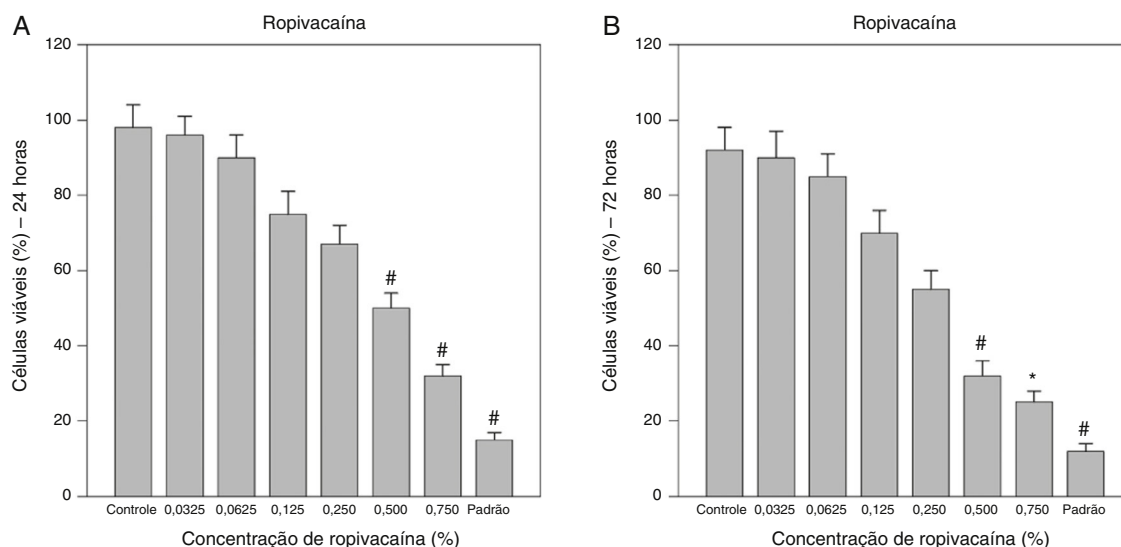 A
Ropivacaína
120
100
80
60
40
20
0
Células viáveis (%) – 24 horas
#
#
#
Controle 0,0325 0,0625 0,125 0,250 0,500 0,750 Padrão
Concentração de ropivacaína (%)
B
Ropivacaína
120
100
80
60
40
20
0
Células viáveis (%) – 72 horas
#
*
#
Controle 0,0325 0,0625 0,125 0,250 0,500 0,750 Padrão
Concentração de ropivacaína (%)